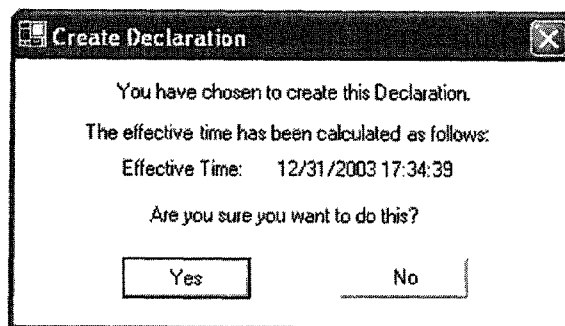 Create Declaration
You have chosen to create this Declaration.
The effective time has been calculated as follows:
Effective Time: 12/31/2003 17:34:39
Are you sure you want to do this?
Yes No